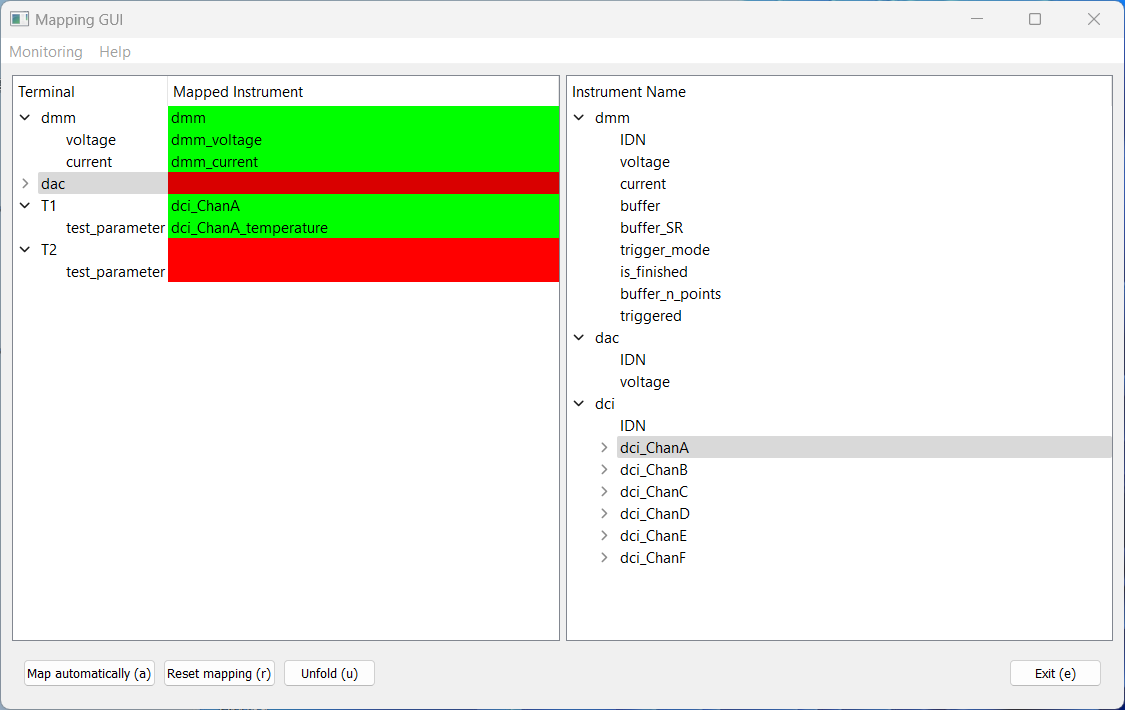 Mapping GUI
Monitoring Help
Terminal Mapped Instrument
dmm dmm
voltage dmm_voltage
current dmm_current
dac
T1 dci_ChanA
test_parameter dci_ChanA_temperature
T2
test_parameter
Instrument Name
dmm
IDN
voltage
current
buffer
buffer_SR
trigger_mode
is_finished
buffer_n_points
triggered
dac
IDN
voltage
dci
IDN
dci_ChanA
dci_ChanB
dci_ChanC
dci_ChanD
dci_ChanE
dci_ChanF
Map automatically (a) Reset mapping (r) Unfold (u) Exit (e)